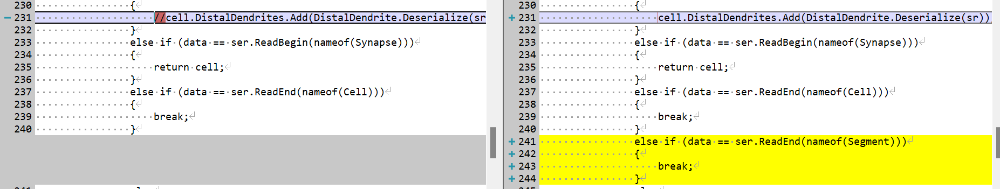 230 {
231 //cell.DistalDendrites.Add(DistalDendrite.Deserialize(sr
232 }
233 else if (data == ser.ReadBegin(nameof(Synapse)))
234 {
235 return cell;
236 }
237 else if (data == ser.ReadEnd(nameof(Cell)))
238 {
239 break;
240 }
230 {
231 cell.DistalDendrites.Add(DistalDendrite.Deserialize(sr))
232 }
233 else if (data == ser.ReadBegin(nameof(Synapse)))
234 {
235 return cell;
236 }
237 else if (data == ser.ReadEnd(nameof(Cell)))
238 {
239 break;
240 }
241 else if (data == ser.ReadEnd(nameof(Segment)))
242 {
243 break;
244 }